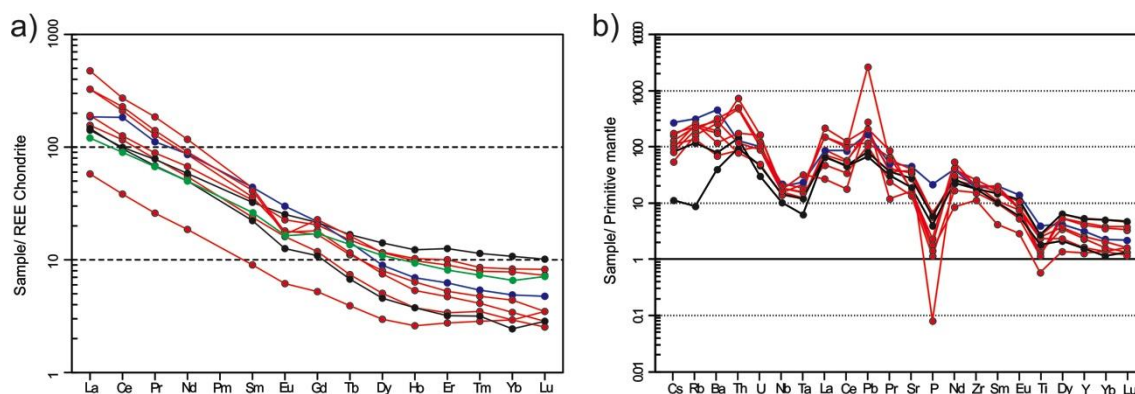 a)
Sample/ REE Chondrite
1000
100
10
1
La Ce Pr Nd Pm Sm Eu Gd Tb Dy Ho Er Tm Yb Lu
b)
Sample/ Primitive mantle
10000
1000
100
10
1
0.1
0.01
Cs Rb Ba Th U Nb Ta La Ce Pb Pr Sr P Nd Zr Sm Eu Ti Dy Y Yb Lu